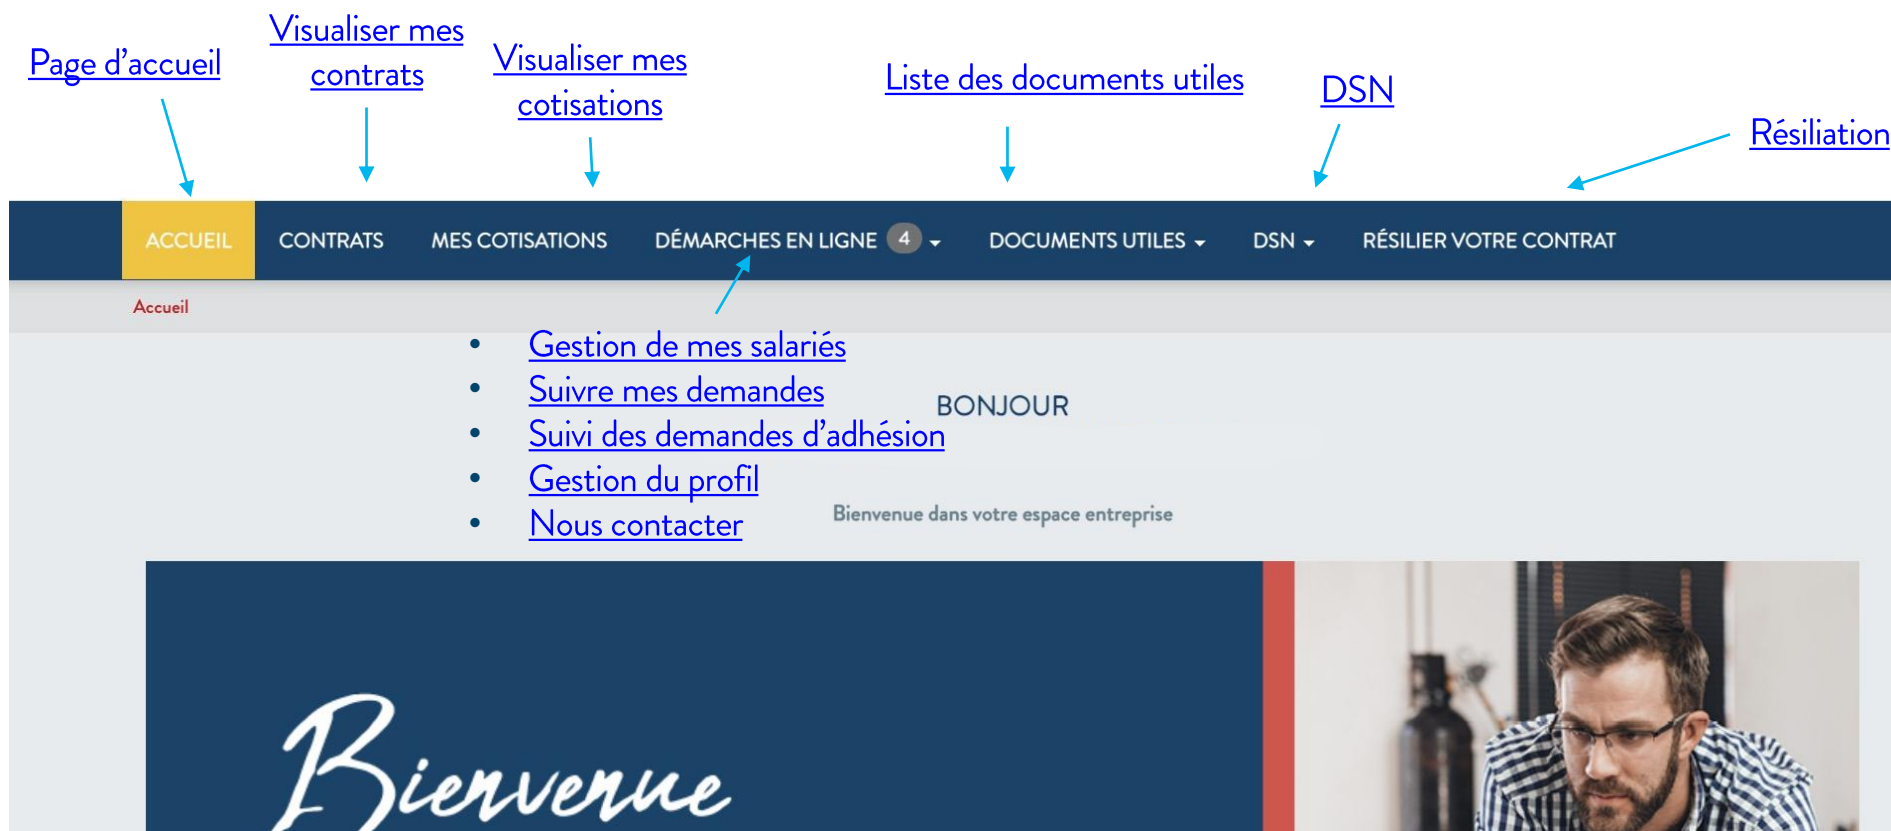 Page d’accueil
Visualiser mes
contrats
Visualiser mes
cotisations
Liste des documents utiles
DSN
Résiliation
ACCUEIL CONTRATS MES COTISATIONS DÉMARCHES EN LIGNE 4 DOCUMENTS UTILES DSN RÉSILIER VOTRE CONTRAT
Accueil
• Gestion de mes salariés
• Suivre mes demandes
• Suivi des demandes d’adhésion
• Gestion du profil
• Nous contacter
BONJOUR
Bienvenue dans votre espace entreprise
Bienvenue